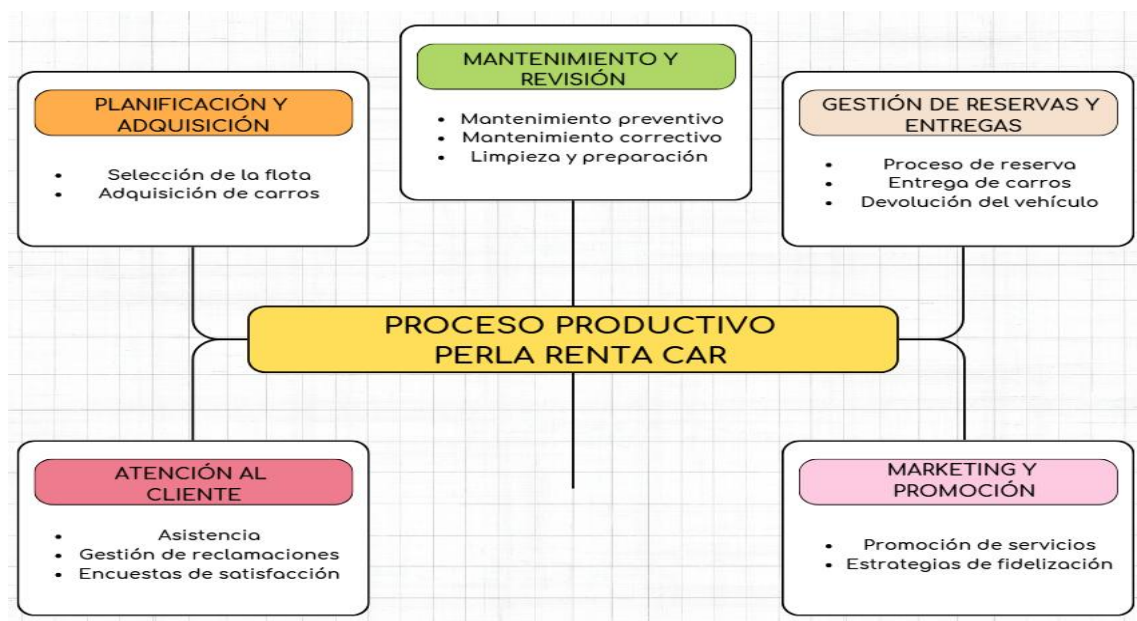 PLANIFICACIÓN Y
ADQUISICIÓN
• Selección de la flota
• Adquisición de carros
MANTENIMIENTO Y
REVISIÓN
• Mantenimiento preventivo
• Mantenimiento correctivo
• Limpieza y preparación
GESTIÓN DE RESERVAS Y
ENTREGAS
• Proceso de reserva
• Entrega de carros
• Devolución del vehículo
PROCESO PRODUCTIVO
PERLA RENTA CAR
ATENCIÓN AL
CLIENTE
• Asistencia
• Gestión de reclamaciones
• Encuestas de satisfacción
MARKETING Y
PROMOCIÓN
• Promoción de servicios
• Estrategias de fidelización